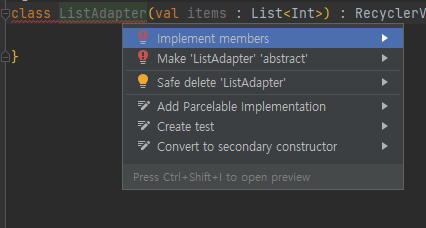 class ListAdapter(val items : List<Int>) : RecyclerV
Implement members
Make 'ListAdapter' 'abstract'
Safe delete 'ListAdapter'
Add Parcelable Implementation
Create test
Convert to secondary constructor
Press Ctrl+Shift+I to open preview
}